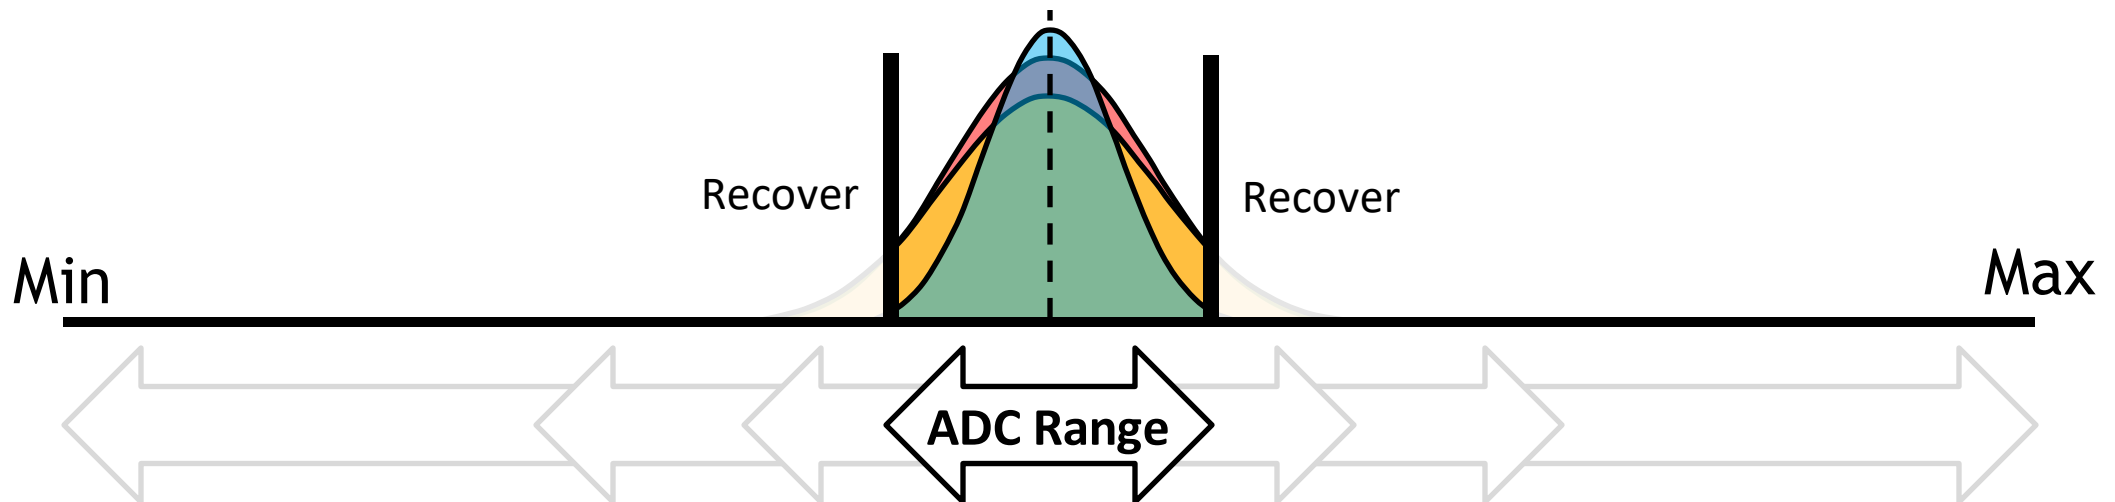 Recover
Recover
Min
Max
ADC Range